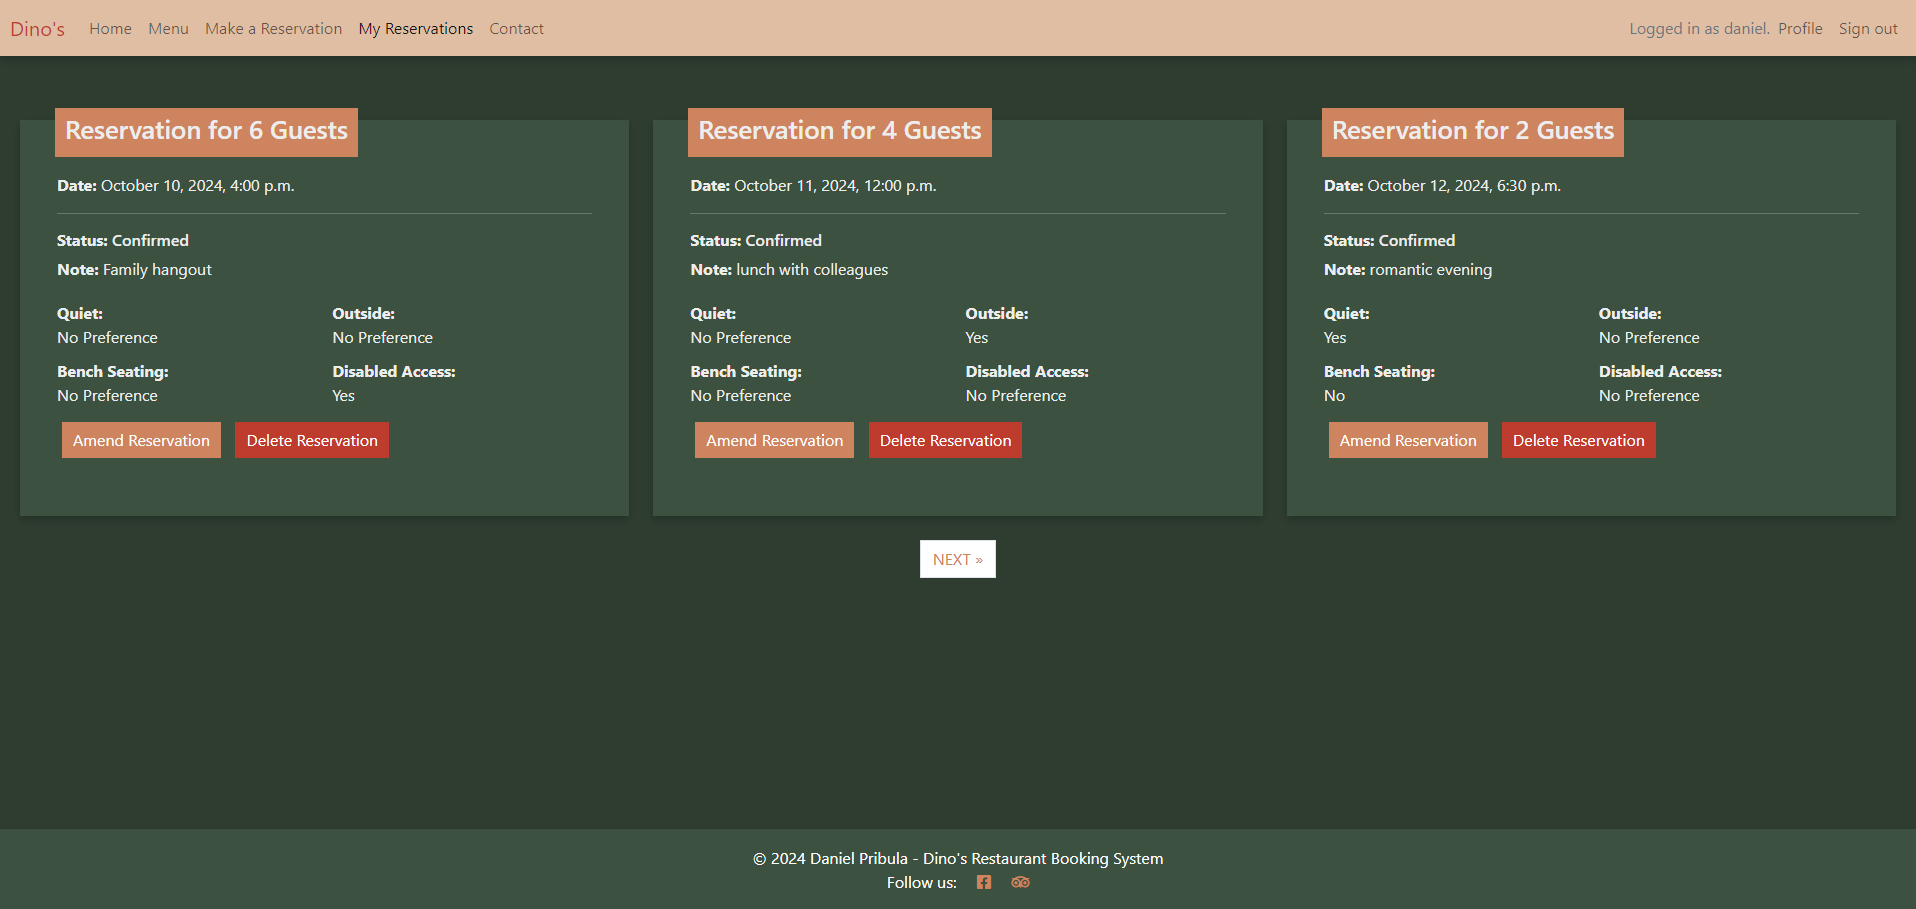 Dino's Home Menu Make a Reservation My Reservations Contact Logged in as daniel. Profile Sign out
Reservation for 6 Guests
Date: October 10, 2024, 4:00 p.m.
Status: Confirmed
Note: Family hangout
Quiet: Outside:
No Preference No Preference
Bench Seating: Disabled Access:
No Preference Yes
Amend Reservation Delete Reservation
Reservation for 4 Guests
Date: October 11, 2024, 12:00 p.m.
Status: Confirmed
Note: lunch with colleagues
Quiet: Outside:
No Preference Yes
Bench Seating: Disabled Access:
No Preference No Preference
Amend Reservation Delete Reservation
Reservation for 2 Guests
Date: October 12, 2024, 6:30 p.m.
Status: Confirmed
Note: romantic evening
Quiet: Outside:
Yes No Preference
Bench Seating: Disabled Access:
No No Preference
Amend Reservation Delete Reservation
NEXT »
© 2024 Daniel Pribula - Dino's Restaurant Booking System
Follow us: